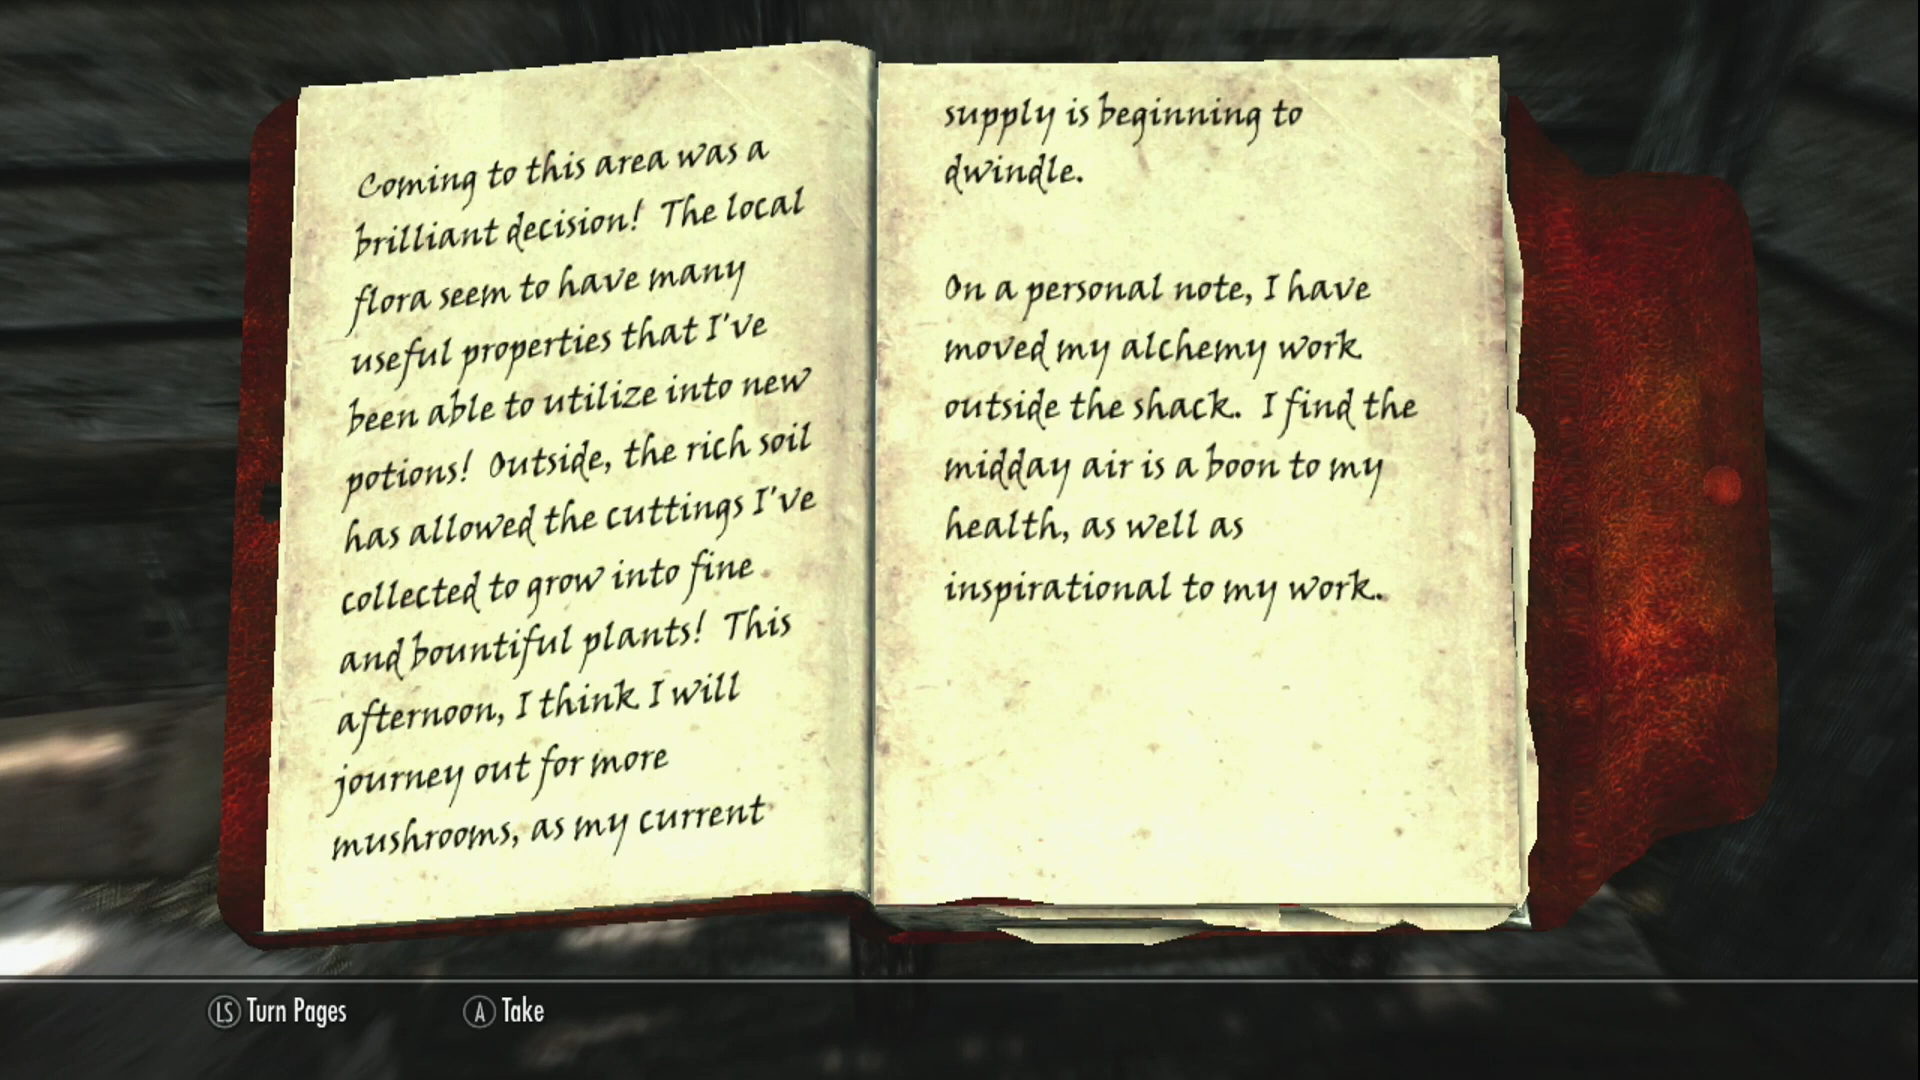 Coming to this area was a
brilliant decision! The local
flora seem to have many
useful properties that I've
been able to utilize into new
potions! Outside, the rich soil
has allowed the cuttings I've
collected to grow into fine
and bountiful plants! This
afternoon, I think I will
journey out for more
mushrooms, as my current
supply is beginning to
dwindle.
On a personal note, I have
moved my alchemy work
outside the shack. I find the
midday air is a boon to my
health, as well as
inspirational to my work.
LS Turn Pages
A Take